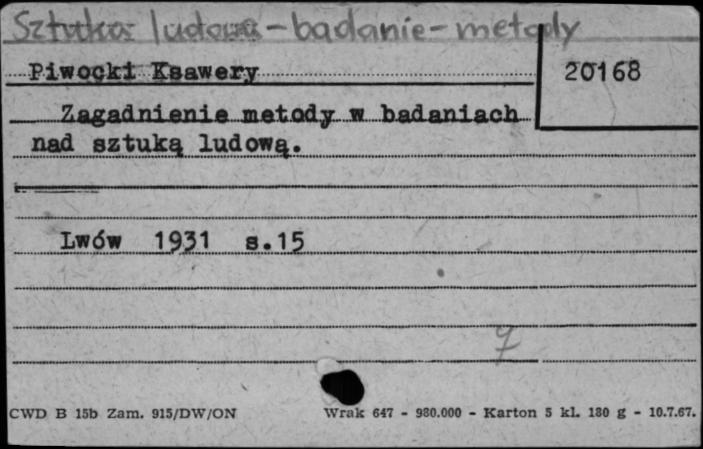 Sztuka ludowa - badanie - metody
Piwocki Ksawery
20168
Zagadnienie metody w badaniach
nad sztuką ludową.
Lwów 1931 s.15
7
CWD B 15b Zam. 915/DW/ON Wrak 647 - 980.000 - Karton 5 kl. 180 g - 10.7.67.